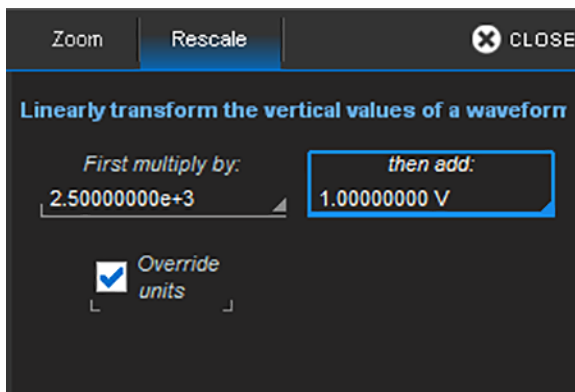 Zoom Rescale CLOSE
Linearly transform the vertical values of a waveform
First multiply by: then add:
2.50000000e+3 1.00000000 V
Override
units